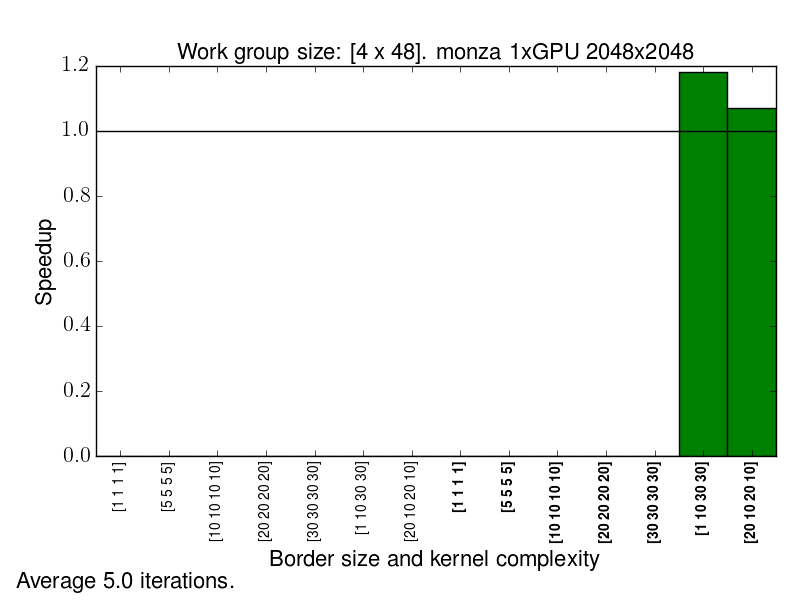 Work group size: [4 x 48]. monza 1xGPU 2048x2048
Speedup
1.2
1.0
0.8
0.6
0.4
0.2
0.0
[1 1 1 1]
[5 5 5 5]
[10 10 10 10]
[20 20 20 20]
[30 30 30 30]
[1 10 30 30]
[20 10 20 10]
[1 1 1 1]
[5 5 5 5]
[10 10 10 10]
[20 20 20 20]
[30 30 30 30]
[1 10 30 30]
[20 10 20 10]
Border size and kernel complexity
Average 5.0 iterations.